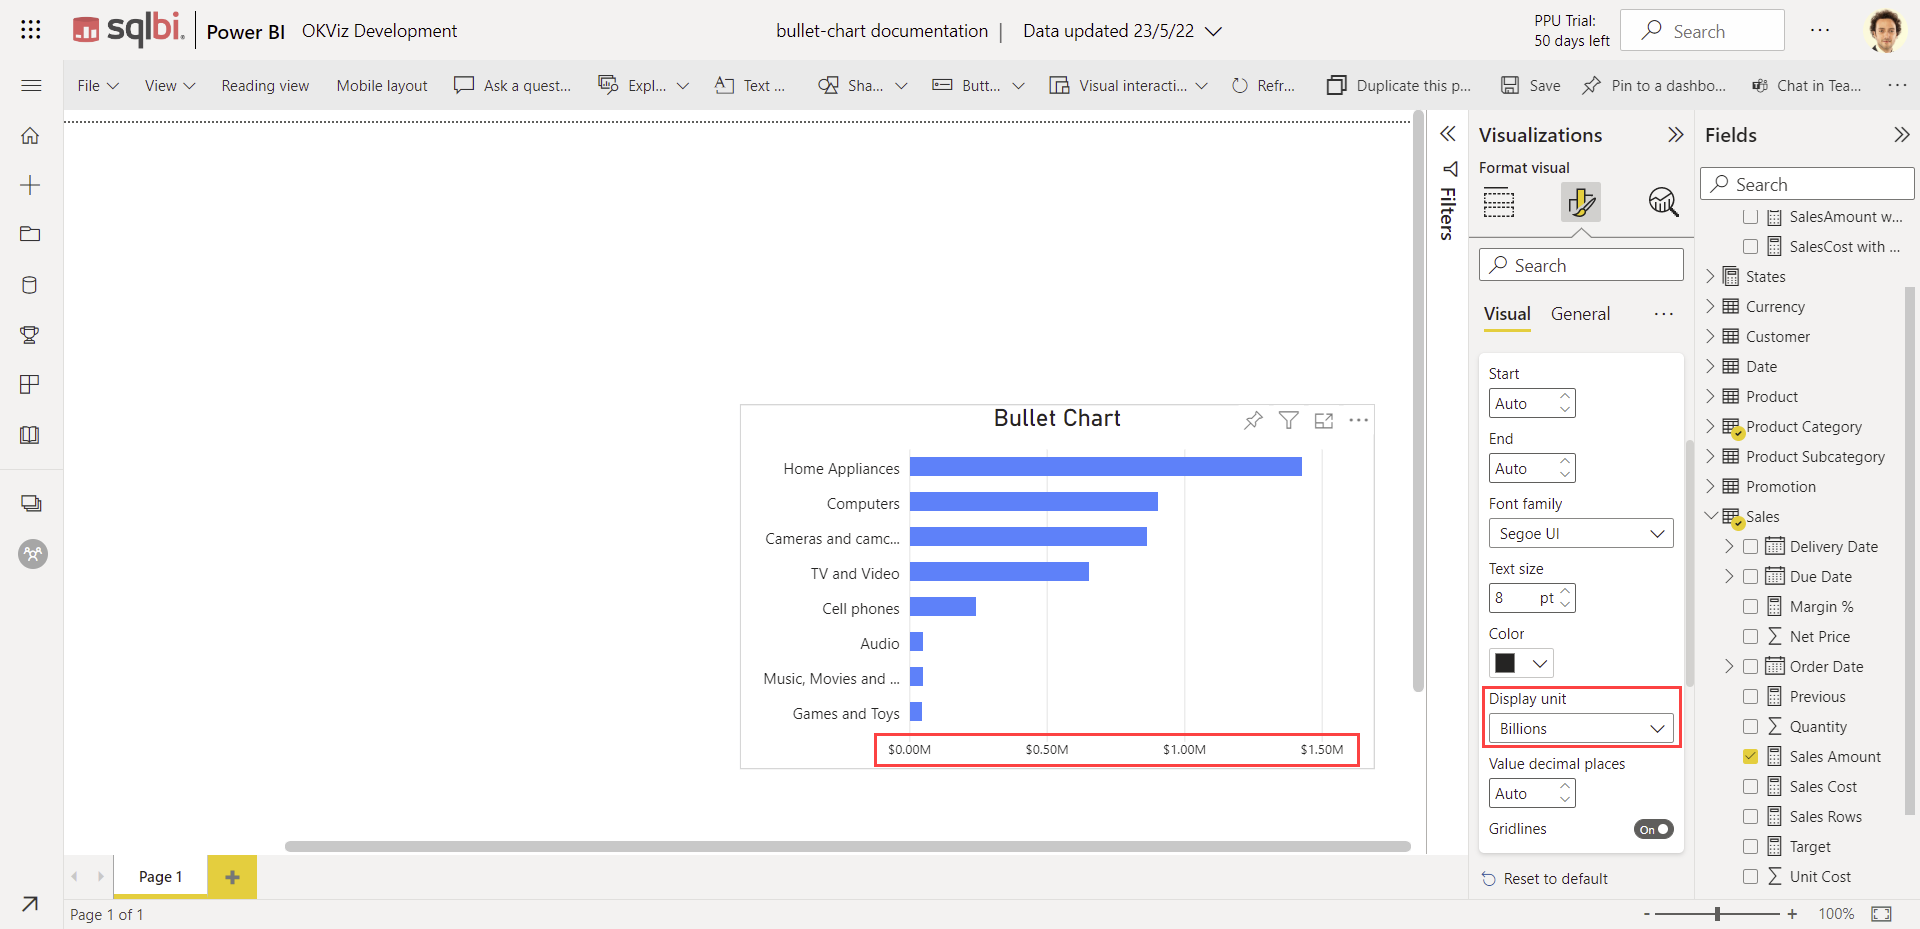 sqlbi. Power BI OKViz Development
bullet-chart documentation | Data updated 23/5/22
PPU Trial:
50 days left
Search
File
View
Reading view
Mobile layout
Ask a quest...
Expl...
Text ...
Sha...
Butt...
Visual interacti...
Refr...
Duplicate this p...
Save
Pin to a dashbo...
Chat in Tea...
Bullet Chart
Home Appliances
Computers
Cameras and camc...
TV and Video
Cell phones
Audio
Music, Movies and ...
Games and Toys
$0.00M $0.50M $1.00M $1.50M
Filters
Visualizations
Format visual
Search
Visual General
Start
Auto
End
Auto
Font family
Segoe UI
Text size
8 pt
Color
Display unit
Billions
Value decimal places
Auto
Gridlines On
Reset to default
Fields
Search
SalesAmount w...
SalesCost with ...
States
Currency
Customer
Date
Product
Product Category
Product Subcategory
Promotion
Sales
Delivery Date
Due Date
Margin %
Net Price
Order Date
Previous
Quantity
Sales Amount
Sales Cost
Sales Rows
Target
Unit Cost
Page 1
Page 1 of 1
- + 100%